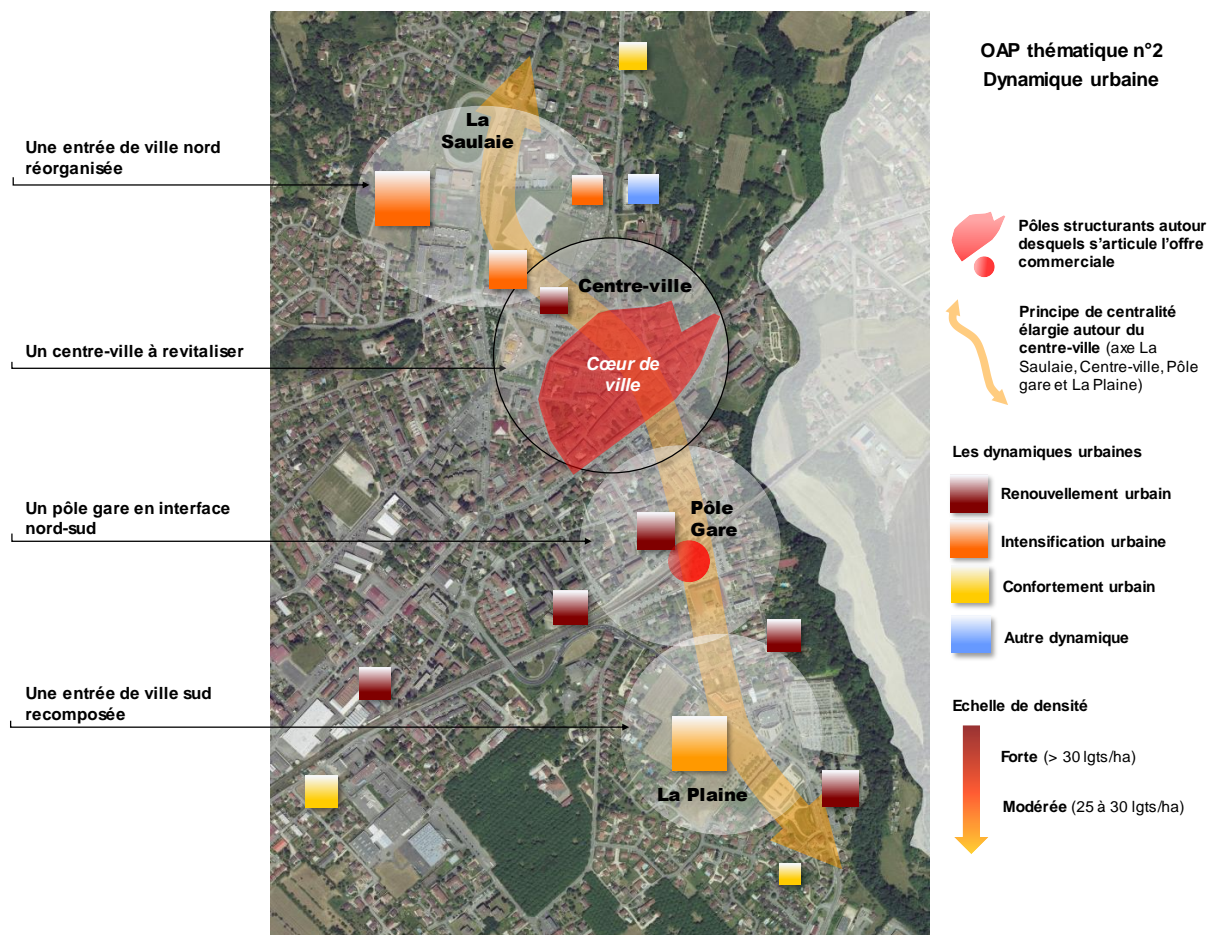 OAP thématique n°2
Dynamique urbaine
Une entrée de ville nord
réorganisée
Un centre-ville à revitaliser
Un pôle gare en interface
nord-sud
Une entrée de ville sud
recomposée
La
Saulaie
Centre-ville
Cœur de
ville
Pôle
Gare
La Plaine
Pôles structurants autour
desquels s'articule l'offre
commerciale
Principe de centralité
élargie autour du
centre-ville (axe La
Saulaie, Centre-ville, Pôle
gare et La Plaine)
Les dynamiques urbaines
Renouvellement urbain
Intensification urbaine
Confortement urbain
Autre dynamique
Echelle de densité
Forte (> 30 lgts/ha)
Modérée (25 à 30 lgts/ha)